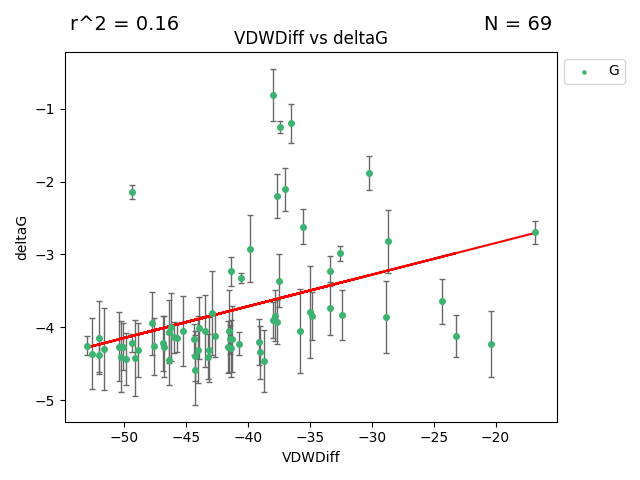 r^2 = 0.16
N = 69
VDWDiff vs deltaG
G
deltaG
−1
−2
−3
−4
−5
−50
−45
−40
−35
−30
−25
−20
VDWDiff